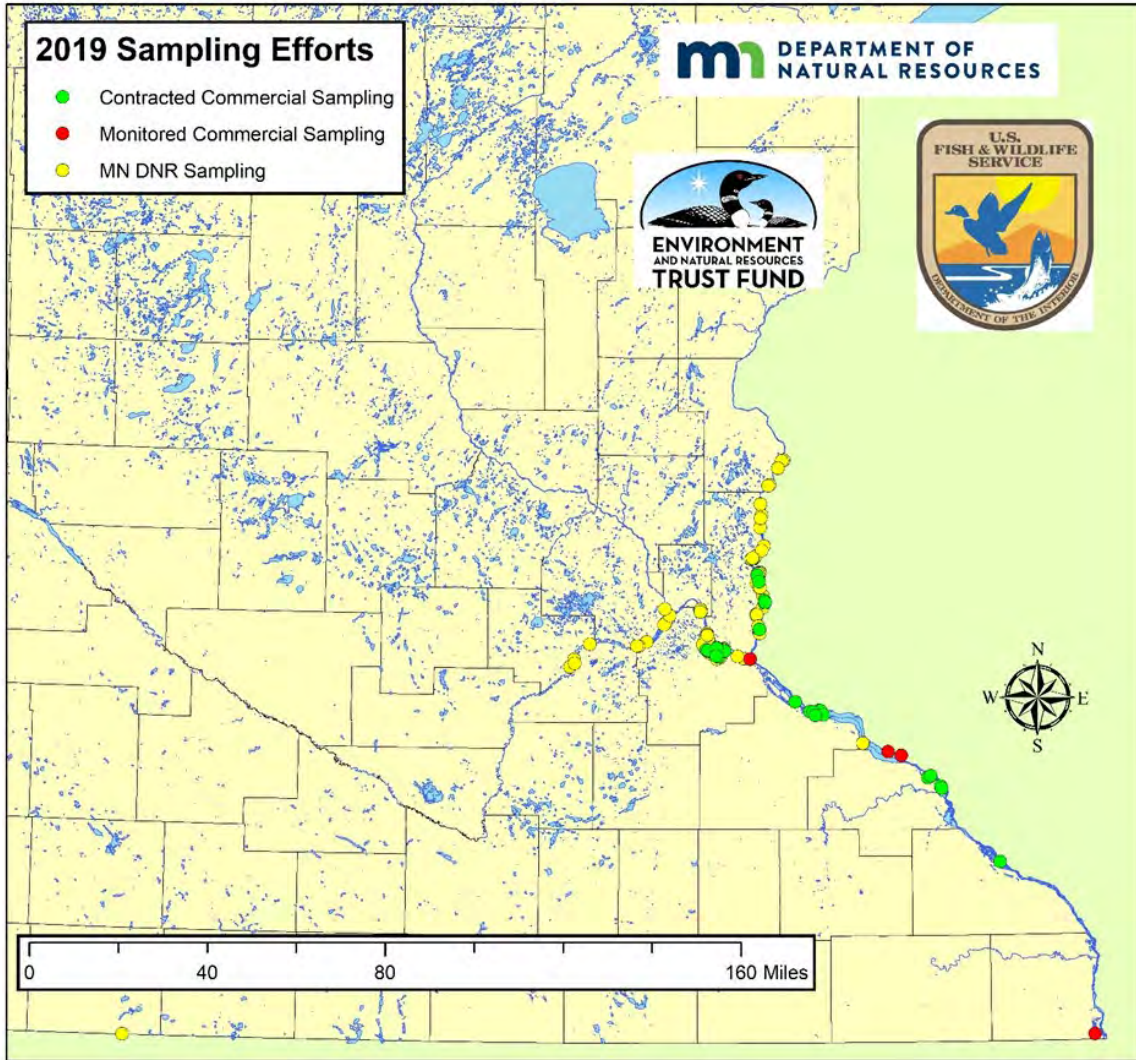 2019 Sampling Efforts
Contracted Commercial Sampling
Monitored Commercial Sampling
MN DNR Sampling
mn DEPARTMENT OF
NATURAL RESOURCES
U.S.
FISH & WILDLIFE
SERVICE
DEPARTMENT OF THE INTERIOR
ENVIRONMENT
AND NATURAL RESOURCES
TRUST FUND
N
W E
S
0 40 80 160 Miles